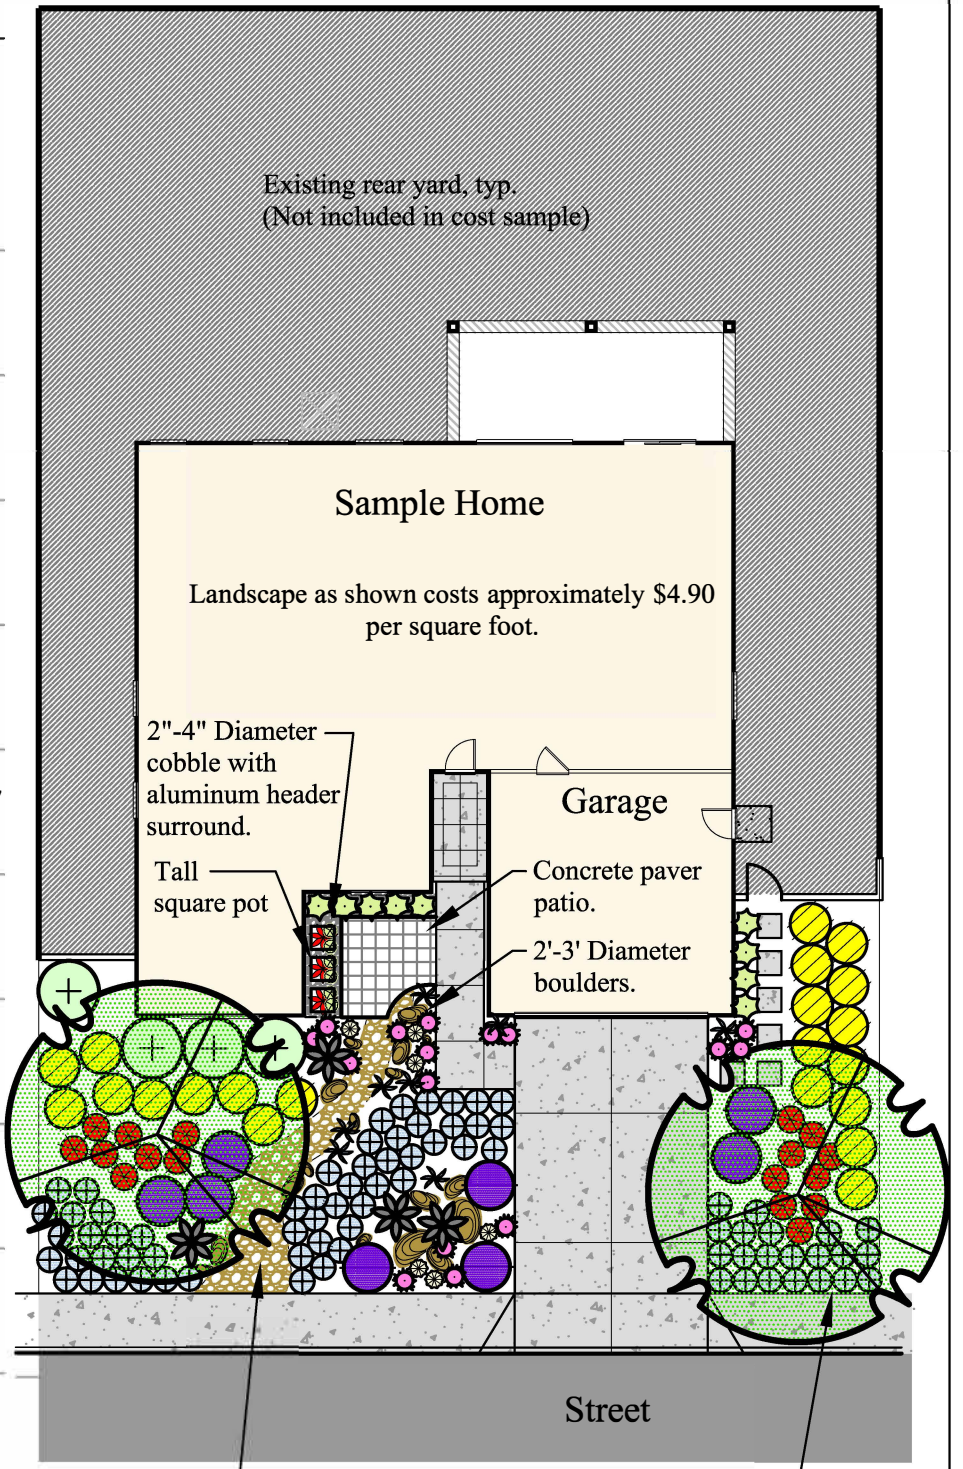 Existing rear yard, typ.
(Not included in cost sample)
Sample Home
Landscape as shown costs approximately $4.90
per square foot.
2"-4" Diameter
cobble with
aluminum header
surround.
Tall
square pot
Garage
Concrete paver
patio.
2'-3' Diameter
boulders.
Street